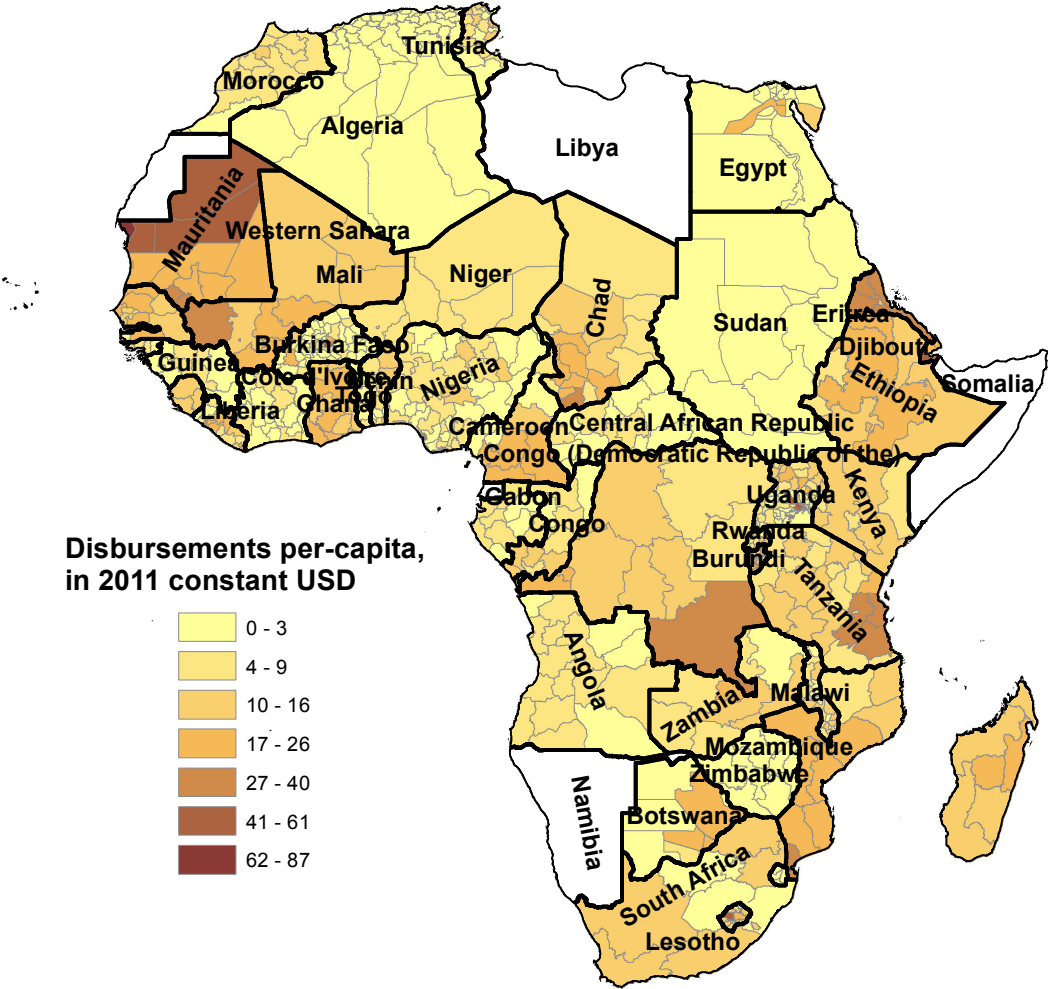 Tunisia
Morocco
Algeria
Libya
Egypt
Mauritania
Western Sahara
Mali
Niger
Chad
Sudan
Eritrea
Djibouti
Ethiopia
Somalia
Burkina Faso
Guinea
Cote d'Ivoire
Benin
Togo
Ghana
Liberia
Nigeria
Cameroon
Central African Republic
Congo (Democratic Republic of the)
Gabon
Congo
Uganda
Kenya
Rwanda
Burundi
Tanzania
Disbursements per-capita,
in 2011 constant USD
0 - 3
4 - 9
10 - 16
17 - 26
27 - 40
41 - 61
62 - 87
Angola
Zambia
Malawi
Mozambique
Zimbabwe
Namibia
Botswana
South Africa
Lesotho